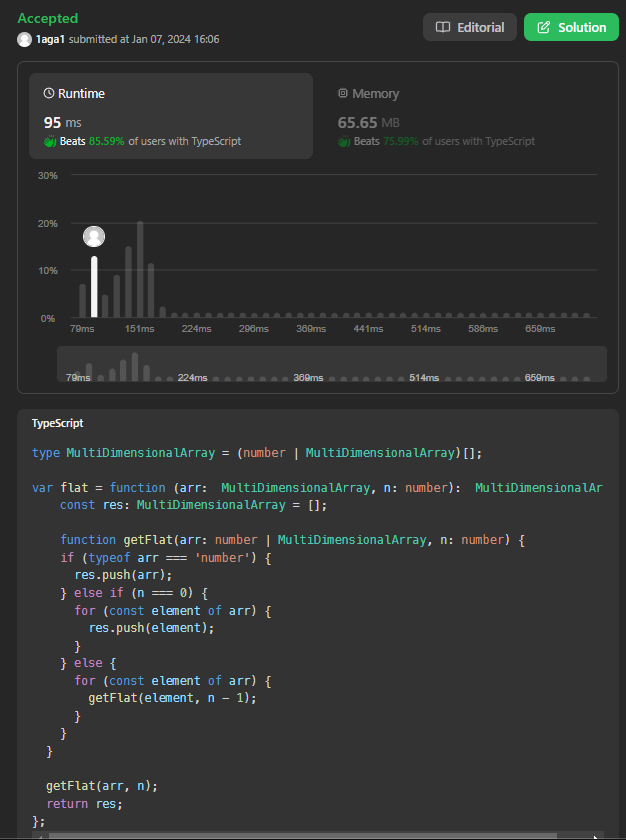 Accepted
1aga1 submitted at Jan 07, 2024 16:06
Editorial
Solution
Runtime
95 ms
Beats 85.59% of users with TypeScript
Memory
65.65 MB
Beats 75.99% of users with TypeScript
30%
20%
10%
0%
79ms 151ms 224ms 296ms 369ms 441ms 514ms 586ms 659ms
79ms 224ms 369ms 514ms 659ms
TypeScript
type MultiDimensionalArray = (number | MultiDimensionalArray)[];
var flat = function (arr:  MultiDimensionalArray, n: number):  MultiDimensionalAr
    const res: MultiDimensionalArray = [];
    function getFlat(arr: number | MultiDimensionalArray, n: number) {
    if (typeof arr === 'number') {
      res.push(arr);
    } else if (n === 0) {
      for (const element of arr) {
        res.push(element);
      }
    } else {
      for (const element of arr) {
        getFlat(element, n - 1);
      }
    }
  }
  getFlat(arr, n);
  return res;
};